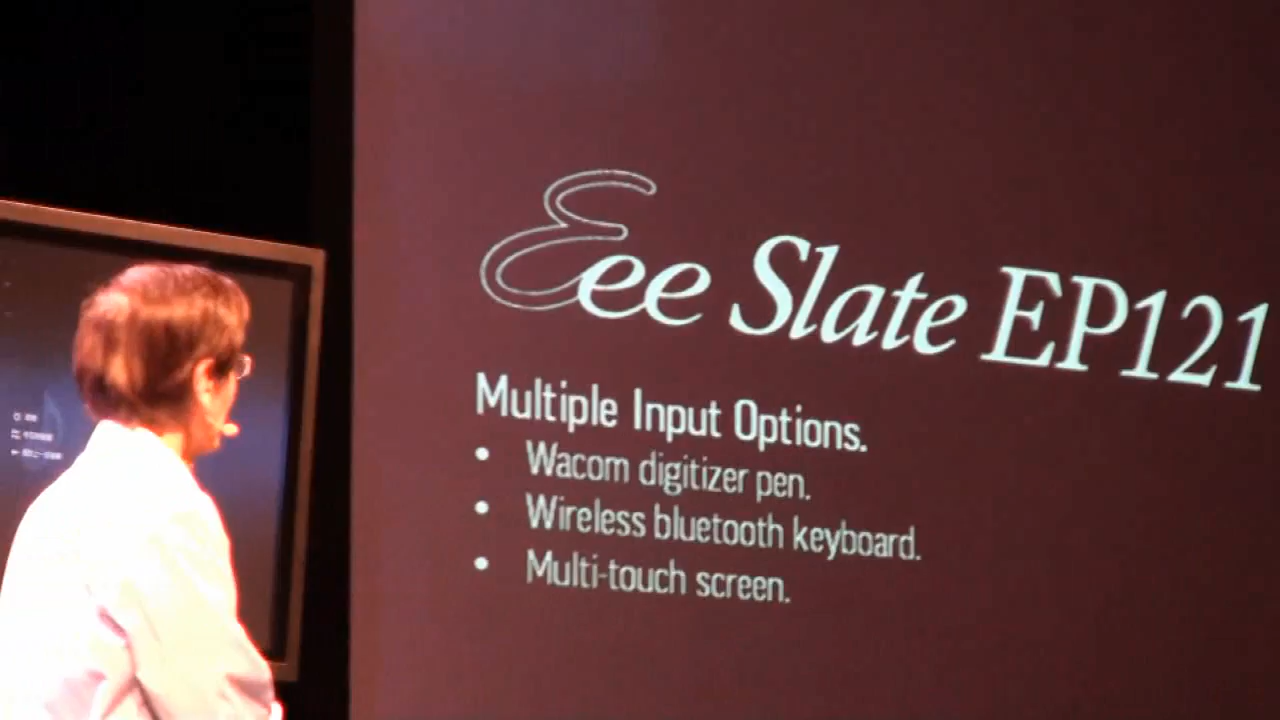 Eee Slate EP121
Multiple Input Options.
• Wacom digitizer pen.
• Wireless bluetooth keyboard.
• Multi-touch screen.